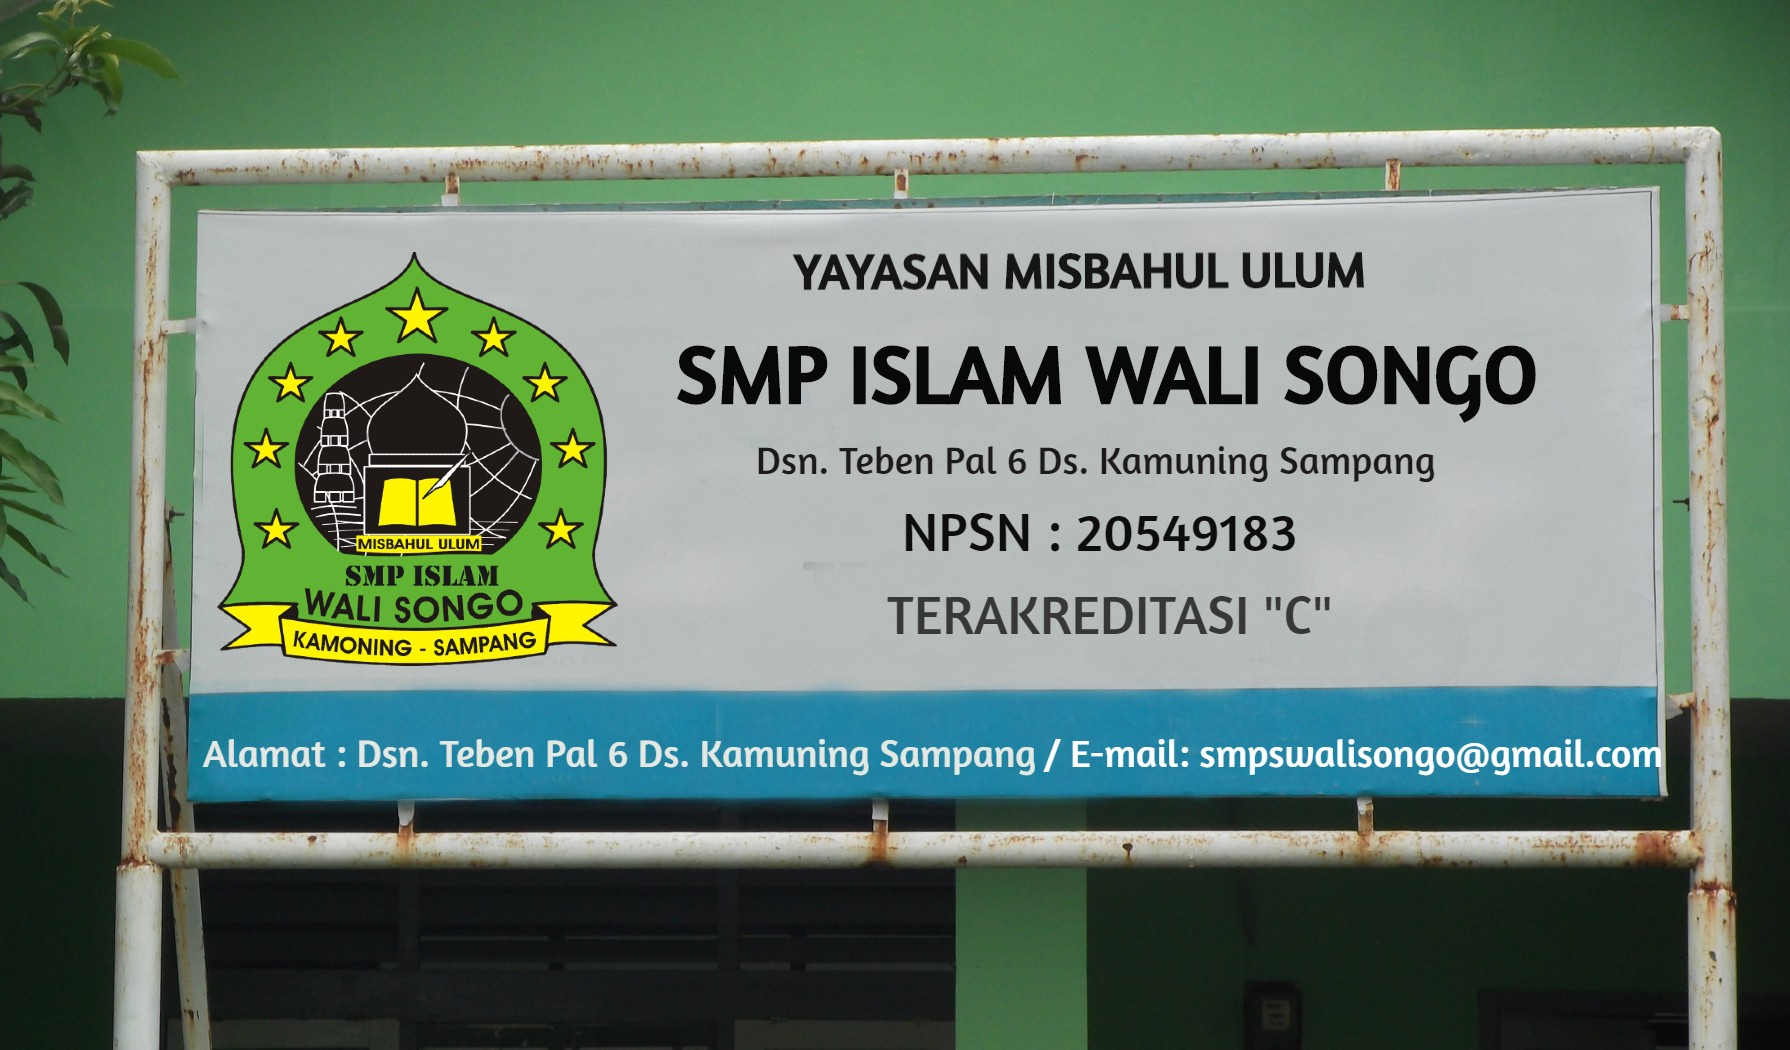 YAYASAN MISBAHUL ULUM
SMP ISLAM WALI SONGO
Dsn. Teben Pal 6 Ds. Kamuning Sampang
NPSN : 20549183
TERAKREDITASI "C"
MISBAHUL ULUM
SMP ISLAM
WALI SONGO
KAMONING - SAMPANG
Alamat : Dsn. Teben Pal 6 Ds. Kamuning Sampang / E-mail: smpswalisongo@gmail.com